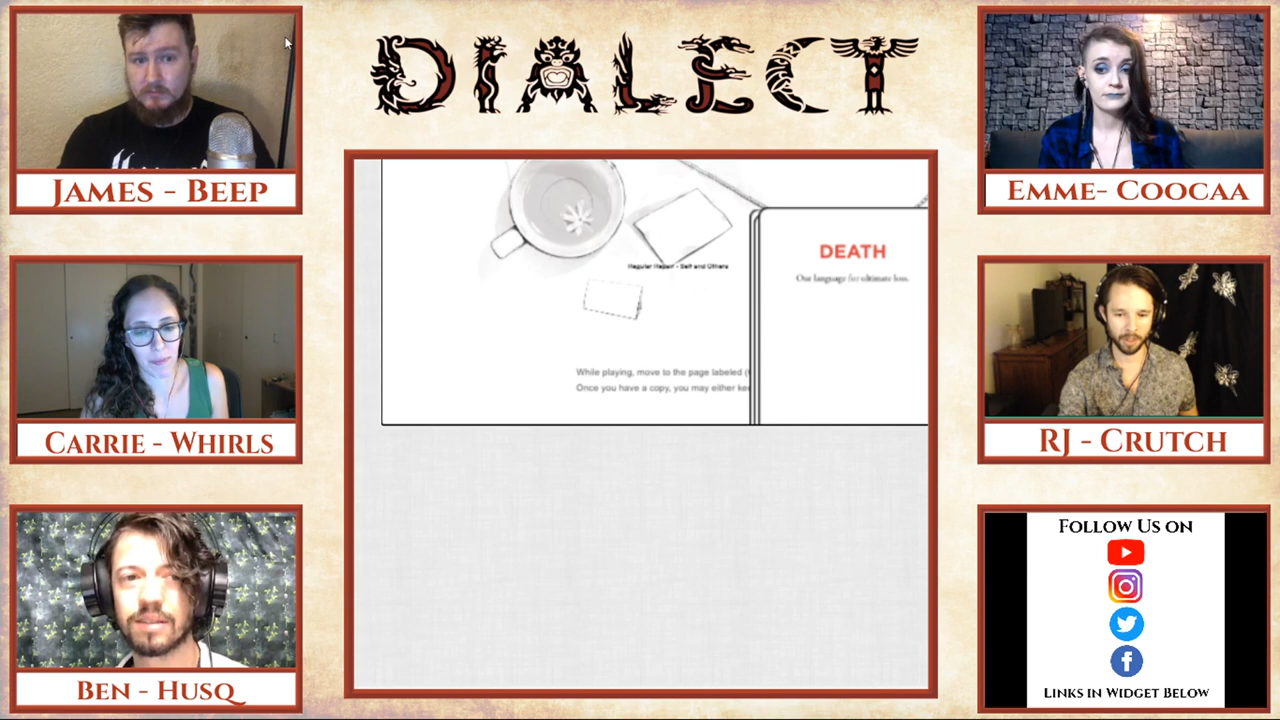 DIALECT
JAMES - BEEP
EMME- COOCAA
Regular Repair - Self and Others
DEATH
Our language for ultimate loss.
While playing, move to the page labeled
Once you have a copy, you may either
CARRIE - WHIRLS
RJ - CRUTCH
BEN - HUSQ
FOLLOW US ON
LINKS IN WIDGET BELOW